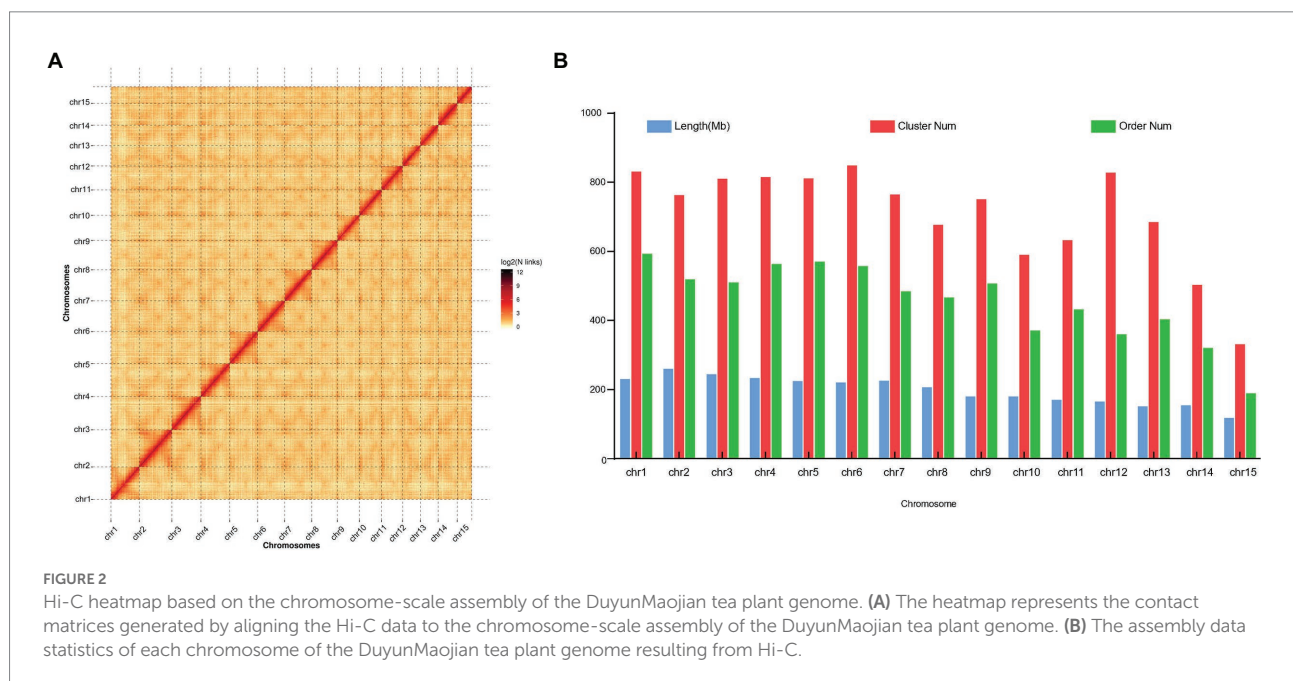 A
chr15
chr14
chr13
chr12
chr11
chr10
chr9
chr8
chr7
chr6
chr5
chr4
chr3
chr2
chr1
Chromosomes
chr1 chr2 chr3 chr4 chr5 chr6 chr7 chr8 chr9 chr10 chr11 chr12 chr13 chr14 chr15
Chromosomes
log2(N links)
12
9
6
3
0
B
1000
800
600
400
200
0
Length(Mb) Cluster Num Order Num
chr1 chr2 chr3 chr4 chr5 chr6 chr7 chr8 chr9 chr10 chr11 chr12 chr13 chr14 chr15
Chromosome
FIGURE 2
Hi-C heatmap based on the chromosome-scale assembly of the DuyunMaojian tea plant genome. (A) The heatmap represents the contact
matrices generated by aligning the Hi-C data to the chromosome-scale assembly of the DuyunMaojian tea plant genome. (B) The assembly data
statistics of each chromosome of the DuyunMaojian tea plant genome resulting from Hi-C.